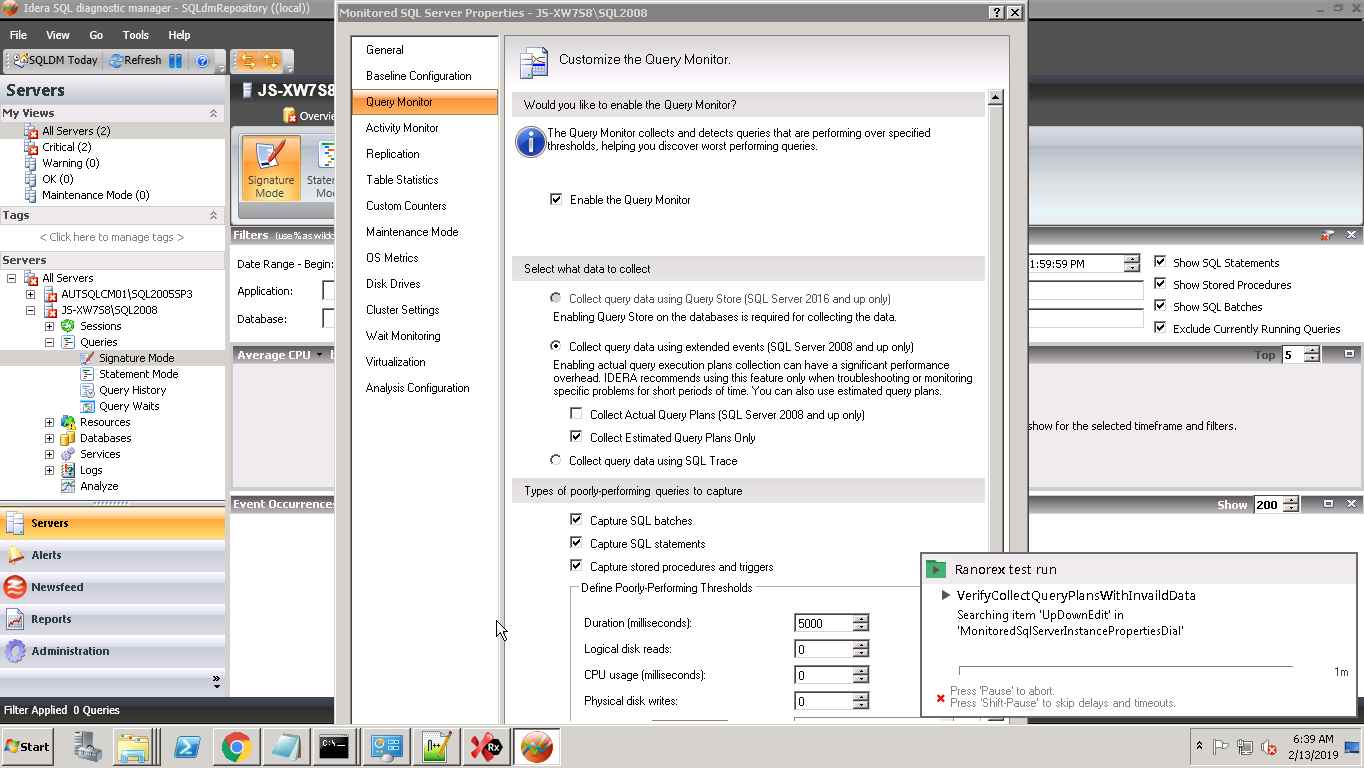 Idera SQL diagnostic manager - SQLdmRepository ((local))
File View Go Tools Help
SQLDM Today Refresh
Servers
My Views
All Servers (2)
Critical (2)
Warning (0)
OK (0)
Maintenance Mode (0)
Tags
< Click here to manage tags >
Servers
All Servers
AUTSQLCM01\SQL2005SP3
JS-XW7S8\SQL2008
Sessions
Queries
Signature Mode
Statement Mode
Query History
Query Waits
Resources
Databases
Services
Logs
Analyze
Servers
Alerts
Newsfeed
Reports
Administration
Filter Applied 0 Queries
JS-XW7S8
Overvie
Signature
Mode
Statem
Mo
Filters (use % as wildc
Date Range - Begin:
Application:
Database:
Average CPU
Event Occurrence
Monitored SQL Server Properties - JS-XW7S8\SQL2008
General
Baseline Configuration
Query Monitor
Activity Monitor
Replication
Table Statistics
Custom Counters
Maintenance Mode
OS Metrics
Disk Drives
Cluster Settings
Wait Monitoring
Virtualization
Analysis Configuration
Customize the Query Monitor.
Would you like to enable the Query Monitor?
The Query Monitor collects and detects queries that are performing over specified
thresholds, helping you discover worst performing queries.
Enable the Query Monitor
Select what data to collect
Collect query data using Query Store (SQL Server 2016 and up only)
Enabling Query Store on the databases is required for collecting the data.
Collect query data using extended events (SQL Server 2008 and up only)
Enabling actual query execution plans collection can have a significant performance
overhead. IDERA recommends using this feature only when troubleshooting or monitoring
specific problems for short periods of time. You can also use estimated query plans.
Collect Actual Query Plans (SQL Server 2008 and up only)
Collect Estimated Query Plans Only
Collect query data using SQL Trace
Types of poorly-performing queries to capture
Capture SQL batches
Capture SQL statements
Capture stored procedures and triggers
Define Poorly-Performing Thresholds
Duration (milliseconds): 5000
Logical disk reads: 0
CPU usage (milliseconds): 0
Physical disk writes: 0
1:59:59 PM
Show SQL Statements
Show Stored Procedures
Show SQL Batches
Exclude Currently Running Queries
Top 5
show for the selected timeframe and filters.
Show 200
Ranorex test run
VerifyCollectQueryPlansWithInvaildData
Searching item 'UpDownEdit' in
'MonitoredSqlServerInstancePropertiesDial'
1m
Press 'Pause' to abort.
Press 'Shift-Pause' to skip delays and timeouts.
Start
C:\_
Rx
6:39 AM
2/13/2019